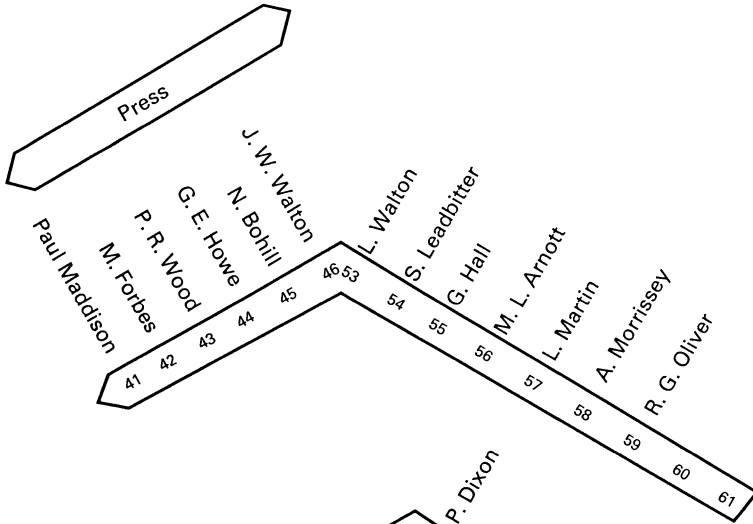 Press
Paul Maddison
M. Forbes
P. R. Wood
G. E. Howe
N. Bohill
J. W. Walton
L. Walton
S. Leadbitter
G. Hall
M. L. Arnott
L. Martin
A. Morrissey
R. G. Oliver
41 42 43 44 45 46 53 54 55 56 57 58 59 60 61
P. Dixon